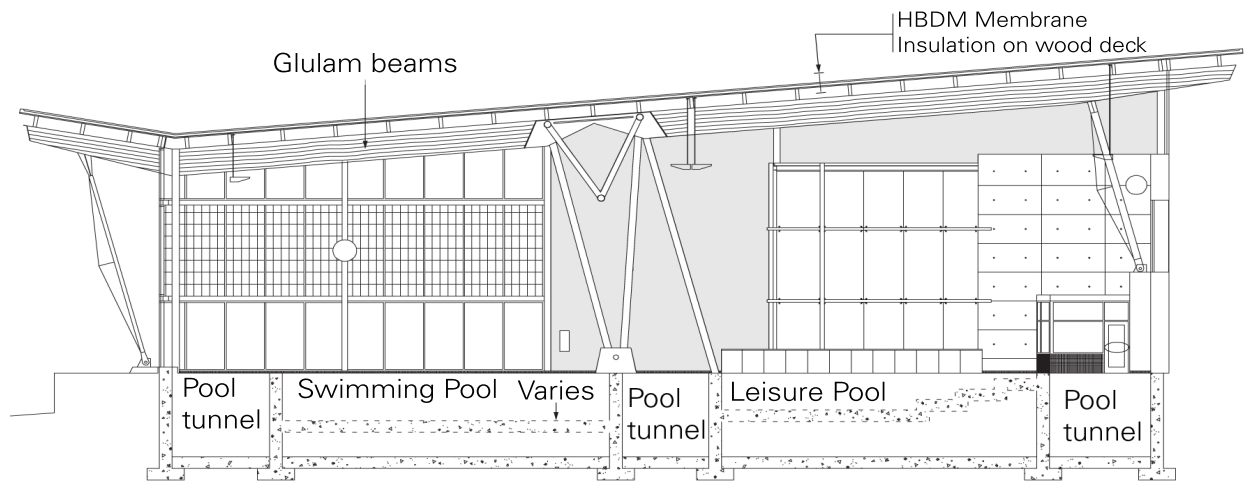 HBDM Membrane
Insulation on wood deck
Glulam beams
Pool
tunnel
Swimming Pool
Varies
Pool
tunnel
Leisure Pool
Pool
tunnel